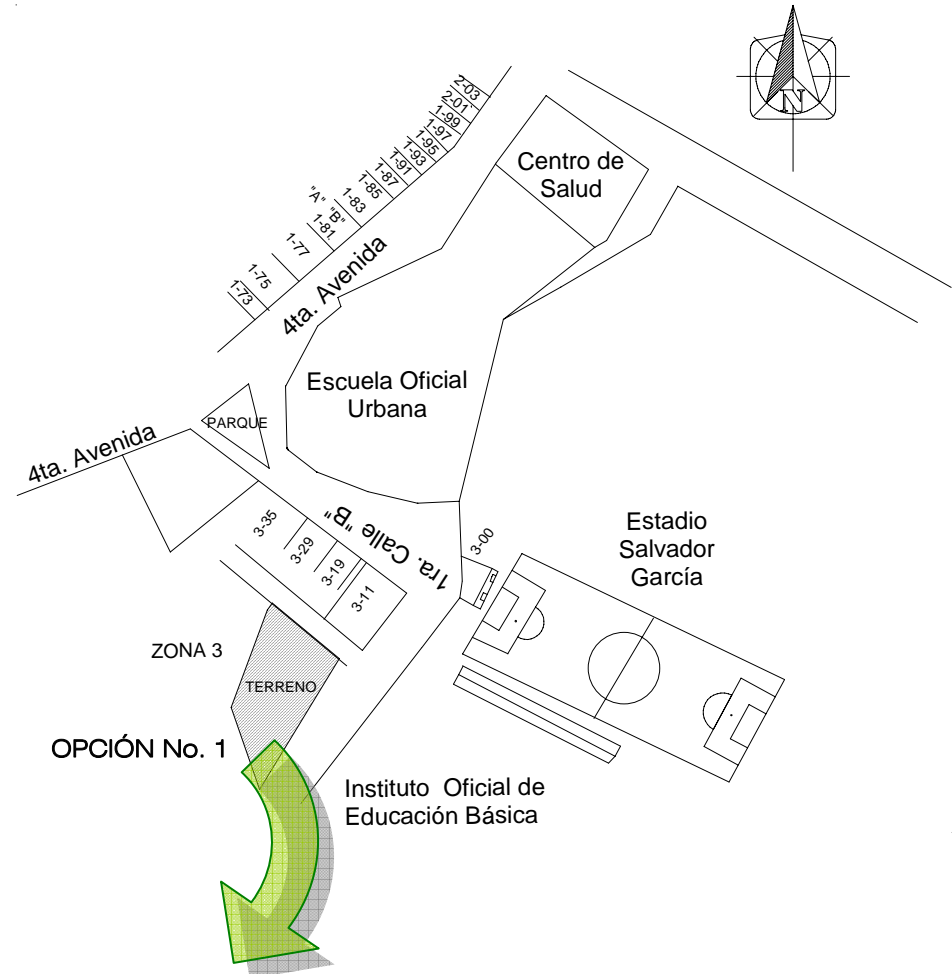 N
2-03
2-01
1-99
1-97
1-95
1-93
1-91
1-87
1-85
1-83
"A" "B"
1-81
1-77
1-75
1-73
Centro de
Salud
4ta. Avenida
Escuela Oficial
Urbana
PARQUE
4ta. Avenida
1ra. Calle "B"
3-35
3-29
3-19
3-11
3-00
Estadio
Salvador
García
ZONA 3
TERRENO
OPCIÓN No. 1
Instituto Oficial de
Educación Básica